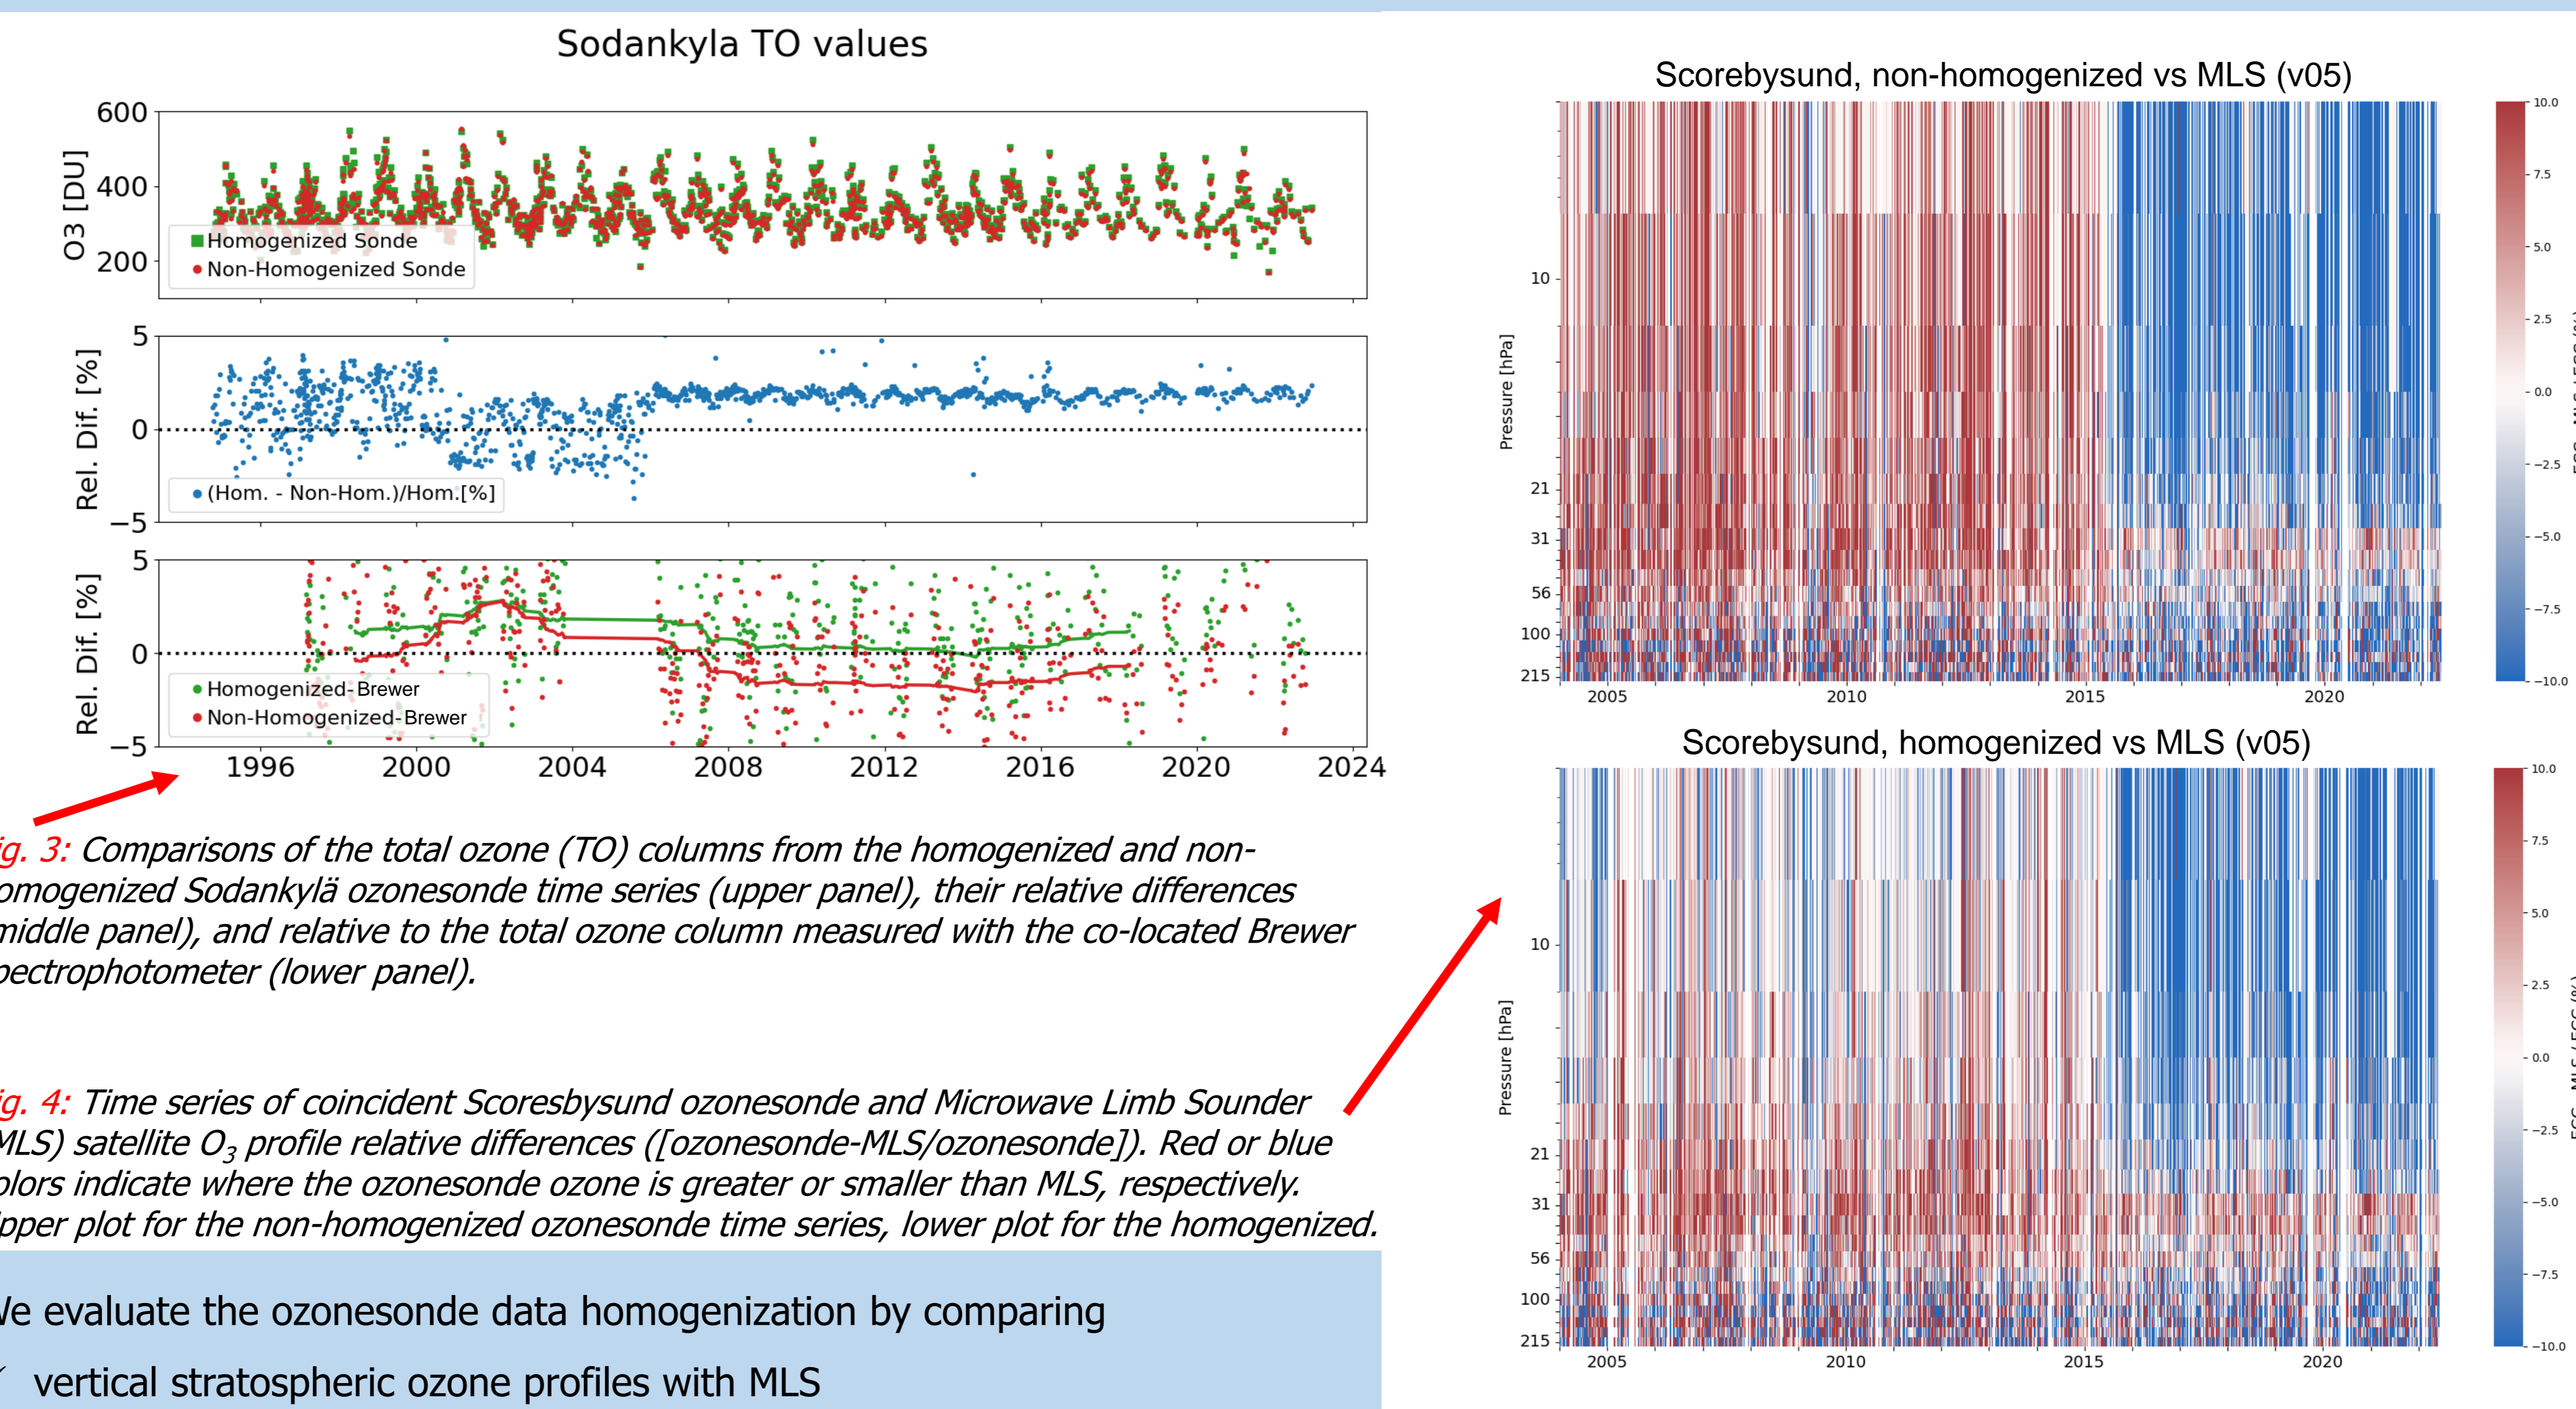 Sodankyla TO values
600
400
200
O3 [DU]
Homogenized Sonde
Non-Homogenized Sonde
5
0
−5
Rel. Dif. [%]
(Hom. - Non-Hom.)/Hom.[%]
5
0
−5
Rel. Dif. [%]
Homogenized-Brewer
Non-Homogenized-Brewer
1996 2000 2004 2008 2012 2016 2020 2024
ig. 3: Comparisons of the total ozone (TO) columns from the homogenized and non-
omogenized Sodankylä ozonesonde time series (upper panel), their relative differences
middle panel), and relative to the total ozone column measured with the co-located Brewer
pectrophotometer (lower panel).
ig. 4: Time series of coincident Scoresbysund ozonesonde and Microwave Limb Sounder
MLS) satellite O3 profile relative differences ([ozonesonde-MLS/ozonesonde]). Red or blue
olors indicate where the ozonesonde ozone is greater or smaller than MLS, respectively.
pper plot for the non-homogenized ozonesonde time series, lower plot for the homogenized.
We evaluate the ozonesonde data homogenization by comparing
vertical stratospheric ozone profiles with MLS
Scorebysund, non-homogenized vs MLS (v05)
Pressure [hPa]
10
21
31
56
100
215
2005 2010 2015 2020
10.0
7.5
5.0
2.5
0.0
−2.5
−5.0
−7.5
−10.0
Scorebysund, homogenized vs MLS (v05)
Pressure [hPa]
10
21
31
56
100
215
2005 2010 2015 2020
10.0
7.5
5.0
2.5
0.0
−2.5
−5.0
−7.5
−10.0